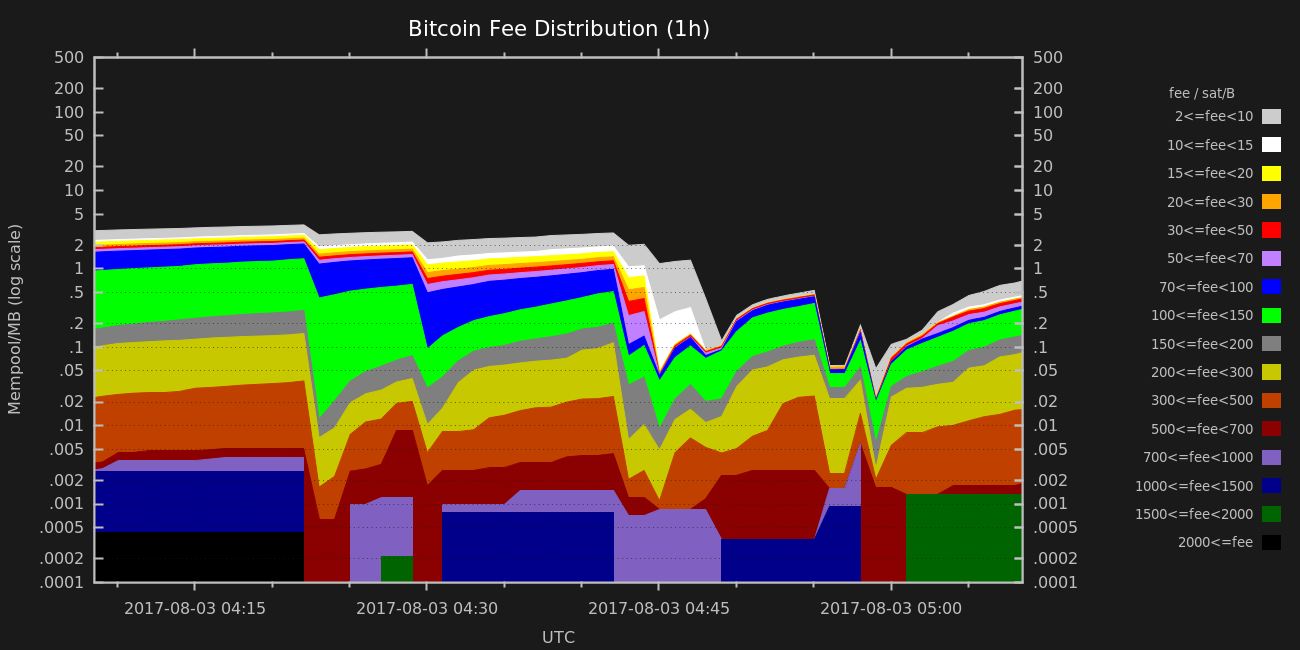 Bitcoin Fee Distribution (1h)
Mempool/MB (log scale)
500
200
100
50
20
10
5
2
1
.5
.2
.1
.05
.02
.01
.005
.002
.001
.0005
.0002
.0001
500
200
100
50
20
10
5
2
1
.5
.2
.1
.05
.02
.01
.005
.002
.001
.0005
.0002
.0001
2017-08-03 04:15
2017-08-03 04:30
2017-08-03 04:45
2017-08-03 05:00
UTC
fee / sat/B
2<=fee<10
10<=fee<15
15<=fee<20
20<=fee<30
30<=fee<50
50<=fee<70
70<=fee<100
100<=fee<150
150<=fee<200
200<=fee<300
300<=fee<500
500<=fee<700
700<=fee<1000
1000<=fee<1500
1500<=fee<2000
2000<=fee